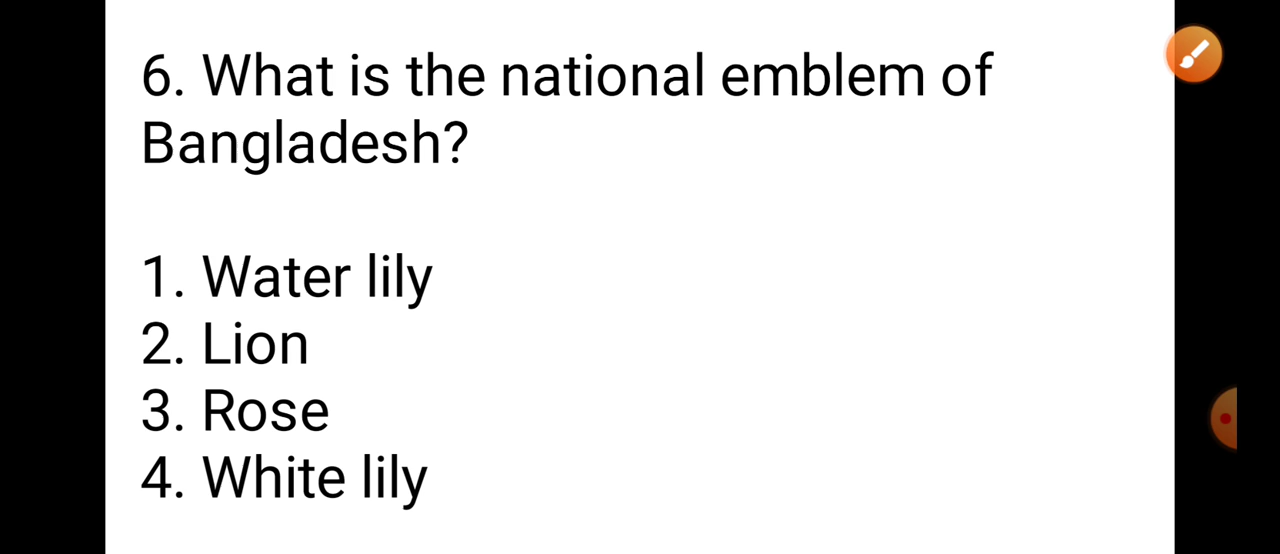 6. What is the national emblem of
Bangladesh?
1. Water lily
2. Lion
3. Rose
4. White lily